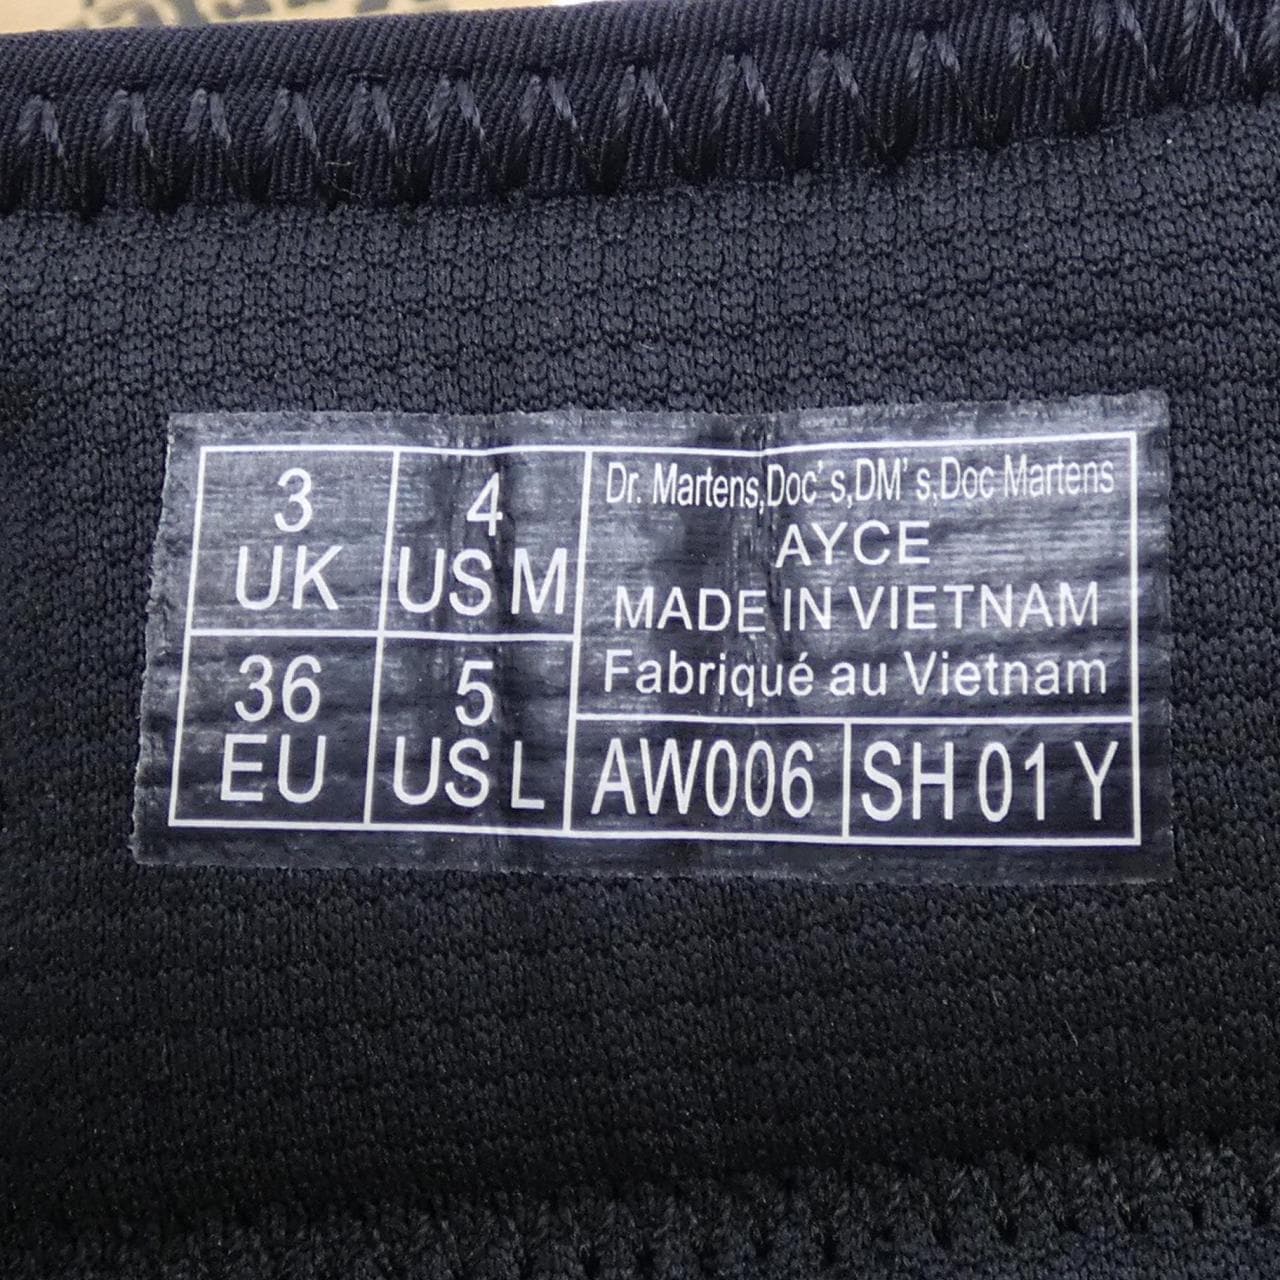 3
UK
4
US M
36
EU
5
US L
Dr. Martens,Doc's,DM's,Doc Martens
AYCE
MADE IN VIETNAM
Fabriqué au Vietnam
AW006
SH 01 Y